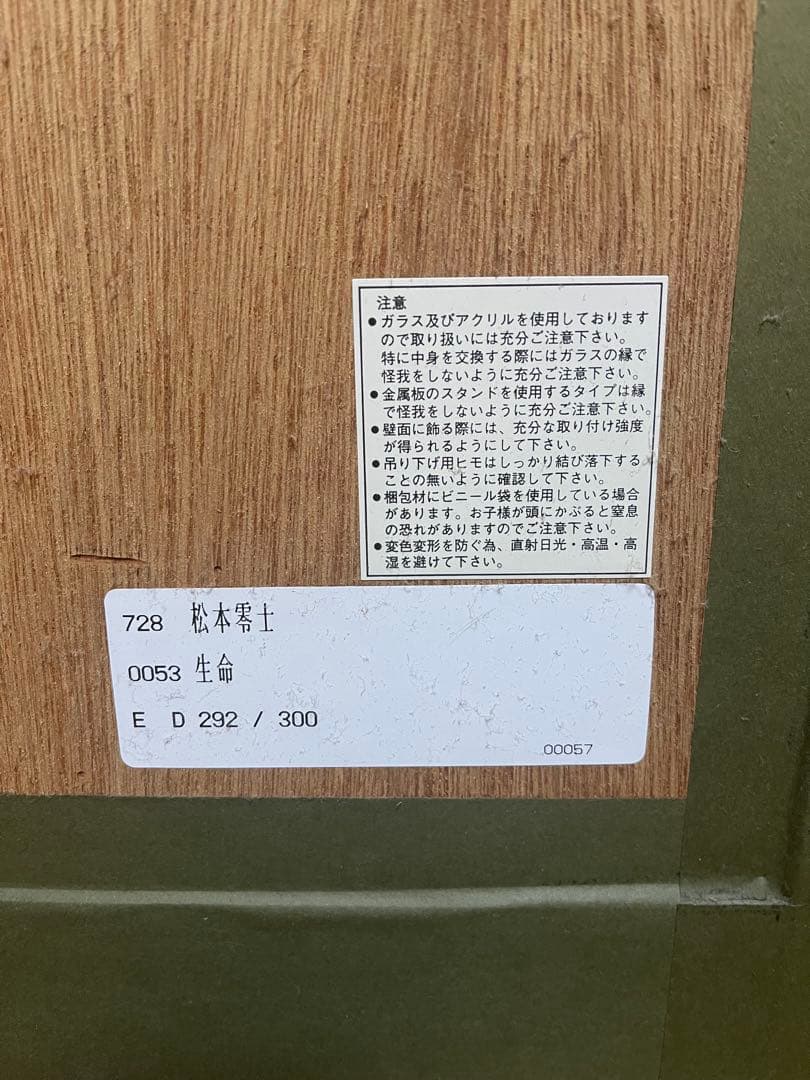 注意
●ガラス及びアクリルを使用しております
ので取り扱いには充分ご注意下さい。
特に中身を交換する際にはガラスの縁で
怪我をしないように充分ご注意下さい。
●金属板のスタンドを使用するタイプは縁
で怪我をしないように充分ご注意下さい。
●壁面に飾る際には、充分な取り付け強度
が得られるようにして下さい。
●吊り下げ用ヒモはしっかり結び落下する
ことの無いように確認して下さい。
●梱包材にビニール袋を使用している場合
があります。お子様が頭にかぶると窒息
の恐れがありますのでご注意下さい。
●変色変形を防ぐ為、直射日光・高温・高
湿を避けて下さい。
728 松本零士
0053 生命
E D 292 / 300
00057